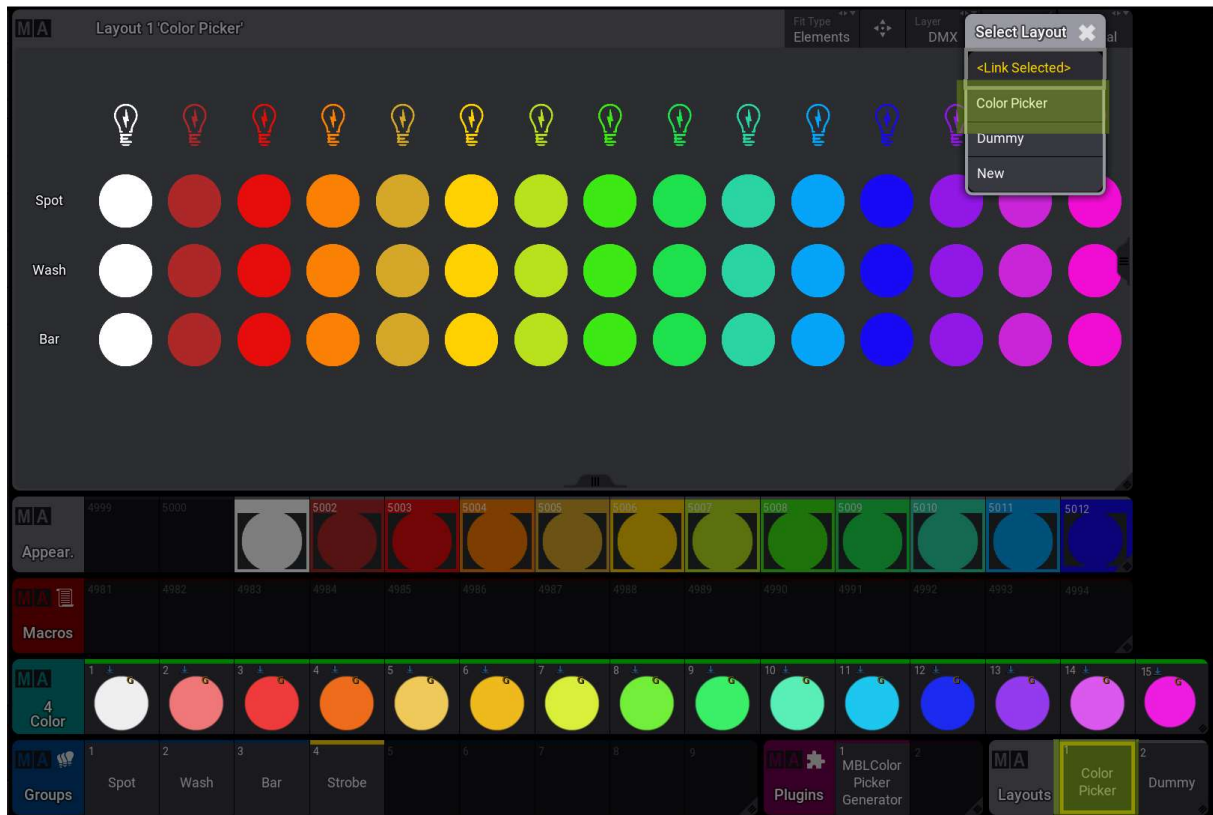 MA Layout 1 'Color Picker' Fit Type Elements Layer DMX Select Layout al
<Link Selected>
Color Picker
Dummy
New
Spot
Wash
Bar
MA 4999 5000 5002 5003 5004 5005 5006 5007 5008 5009 5010 5011 5012
Appear.
MA 4981 4982 4983 4984 4985 4986 4987 4988 4989 4990 4991 4992 4993 4994
Macros
MA 1 2 3 4 5 6 7 8 9 10 11 12 13 14 15
G G G G G G G G G G G G G G G
4
Color
MA 1 2 3 4 5 6 7 8 9 MA 1 2 MA 1 2
Groups Spot Wash Bar Strobe Plugins MBLColor Picker Generator Layouts Color Picker Dummy